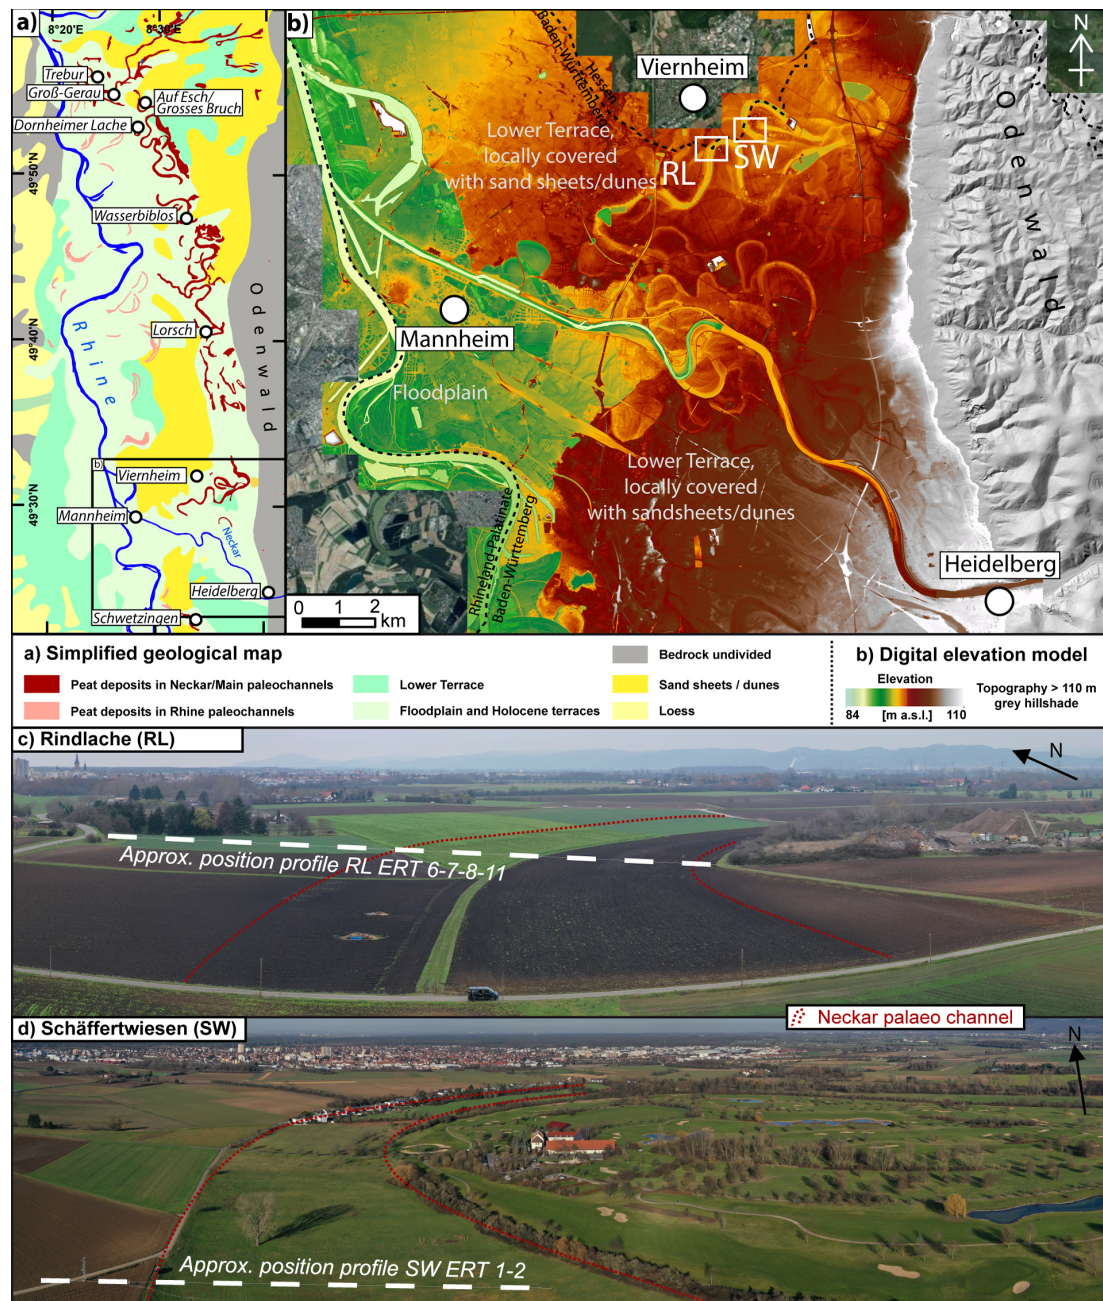 a)
8°20'E
8°30'E
Trebur
Groß-Gerau
Auf Esch/
Grosses Bruch
Dornheimer Lache
49°50'N
Wasserbiblos
Lorsch
49°40'N
Rhine
Odenwald
b)
Viernheim
49°30'N
Mannheim
Neckar
Heidelberg
Schwetzingen
b)
Baden-Württemberg
Hessen
Viernheim
N
Lower Terrace,
locally covered
with sand sheets/dunes
RL
SW
Odenwald
Mannheim
Floodplain
Lower Terrace,
locally covered
with sandsheets/dunes
Rhineland-Palatinate
Baden-Württemberg
Heidelberg
0 1 2
km
a) Simplified geological map
Peat deposits in Neckar/Main paleochannels
Peat deposits in Rhine paleochannels
Lower Terrace
Floodplain and Holocene terraces
Bedrock undivided
Sand sheets / dunes
Loess
b) Digital elevation model
Elevation
84 [m a.s.l.] 110
Topography > 110 m
grey hillshade
c) Rindlache (RL)
N
Approx. position profile RL ERT 6-7-8-11
Neckar palaeo channel
d) Schäffertwiesen (SW)
N
Approx. position profile SW ERT 1-2